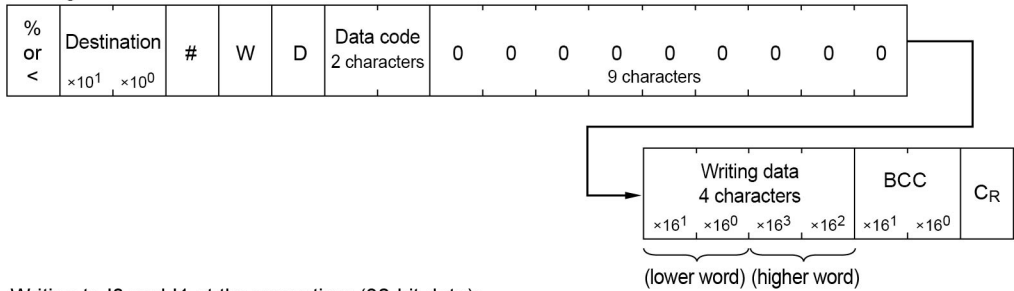 %
or
<
Destination
×10¹ ×10⁰
#
W
D
Data code
2 characters
0 0 0 0 0 0 0 0 0
9 characters
Writing data
4 characters
×16¹ ×16⁰ ×16³ ×16²
BCC
×16¹ ×16⁰
CR
(lower word) (higher word)